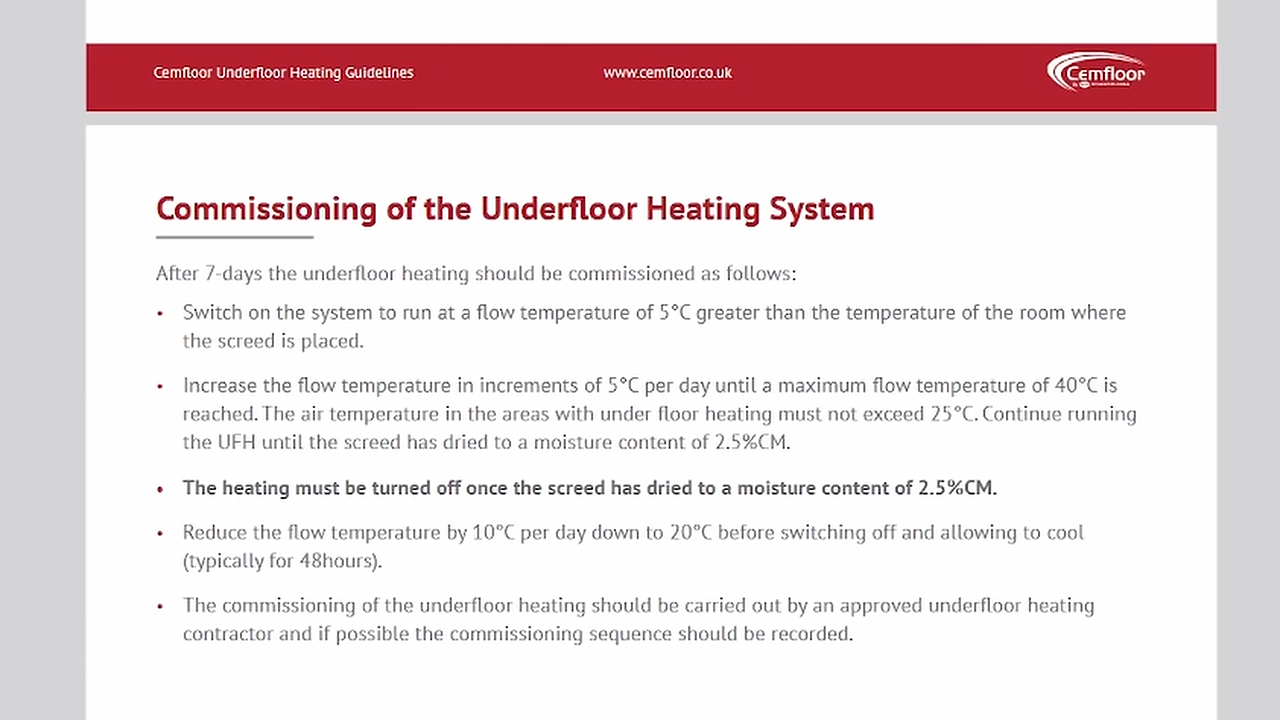 Cemfloor Underfloor Heating Guidelines
www.cemfloor.co.uk
Cemfloor
Commissioning of the Underfloor Heating System
After 7-days the underfloor heating should be commissioned as follows:
• Switch on the system to run at a flow temperature of 5°C greater than the temperature of the room where
the screed is placed.
• Increase the flow temperature in increments of 5°C per day until a maximum flow temperature of 40°C is
reached. The air temperature in the areas with under floor heating must not exceed 25°C. Continue running
the UFH until the screed has dried to a moisture content of 2.5%CM.
• The heating must be turned off once the screed has dried to a moisture content of 2.5%CM.
• Reduce the flow temperature by 10°C per day down to 20°C before switching off and allowing to cool
(typically for 48hours).
• The commissioning of the underfloor heating should be carried out by an approved underfloor heating
contractor and if possible the commissioning sequence should be recorded.